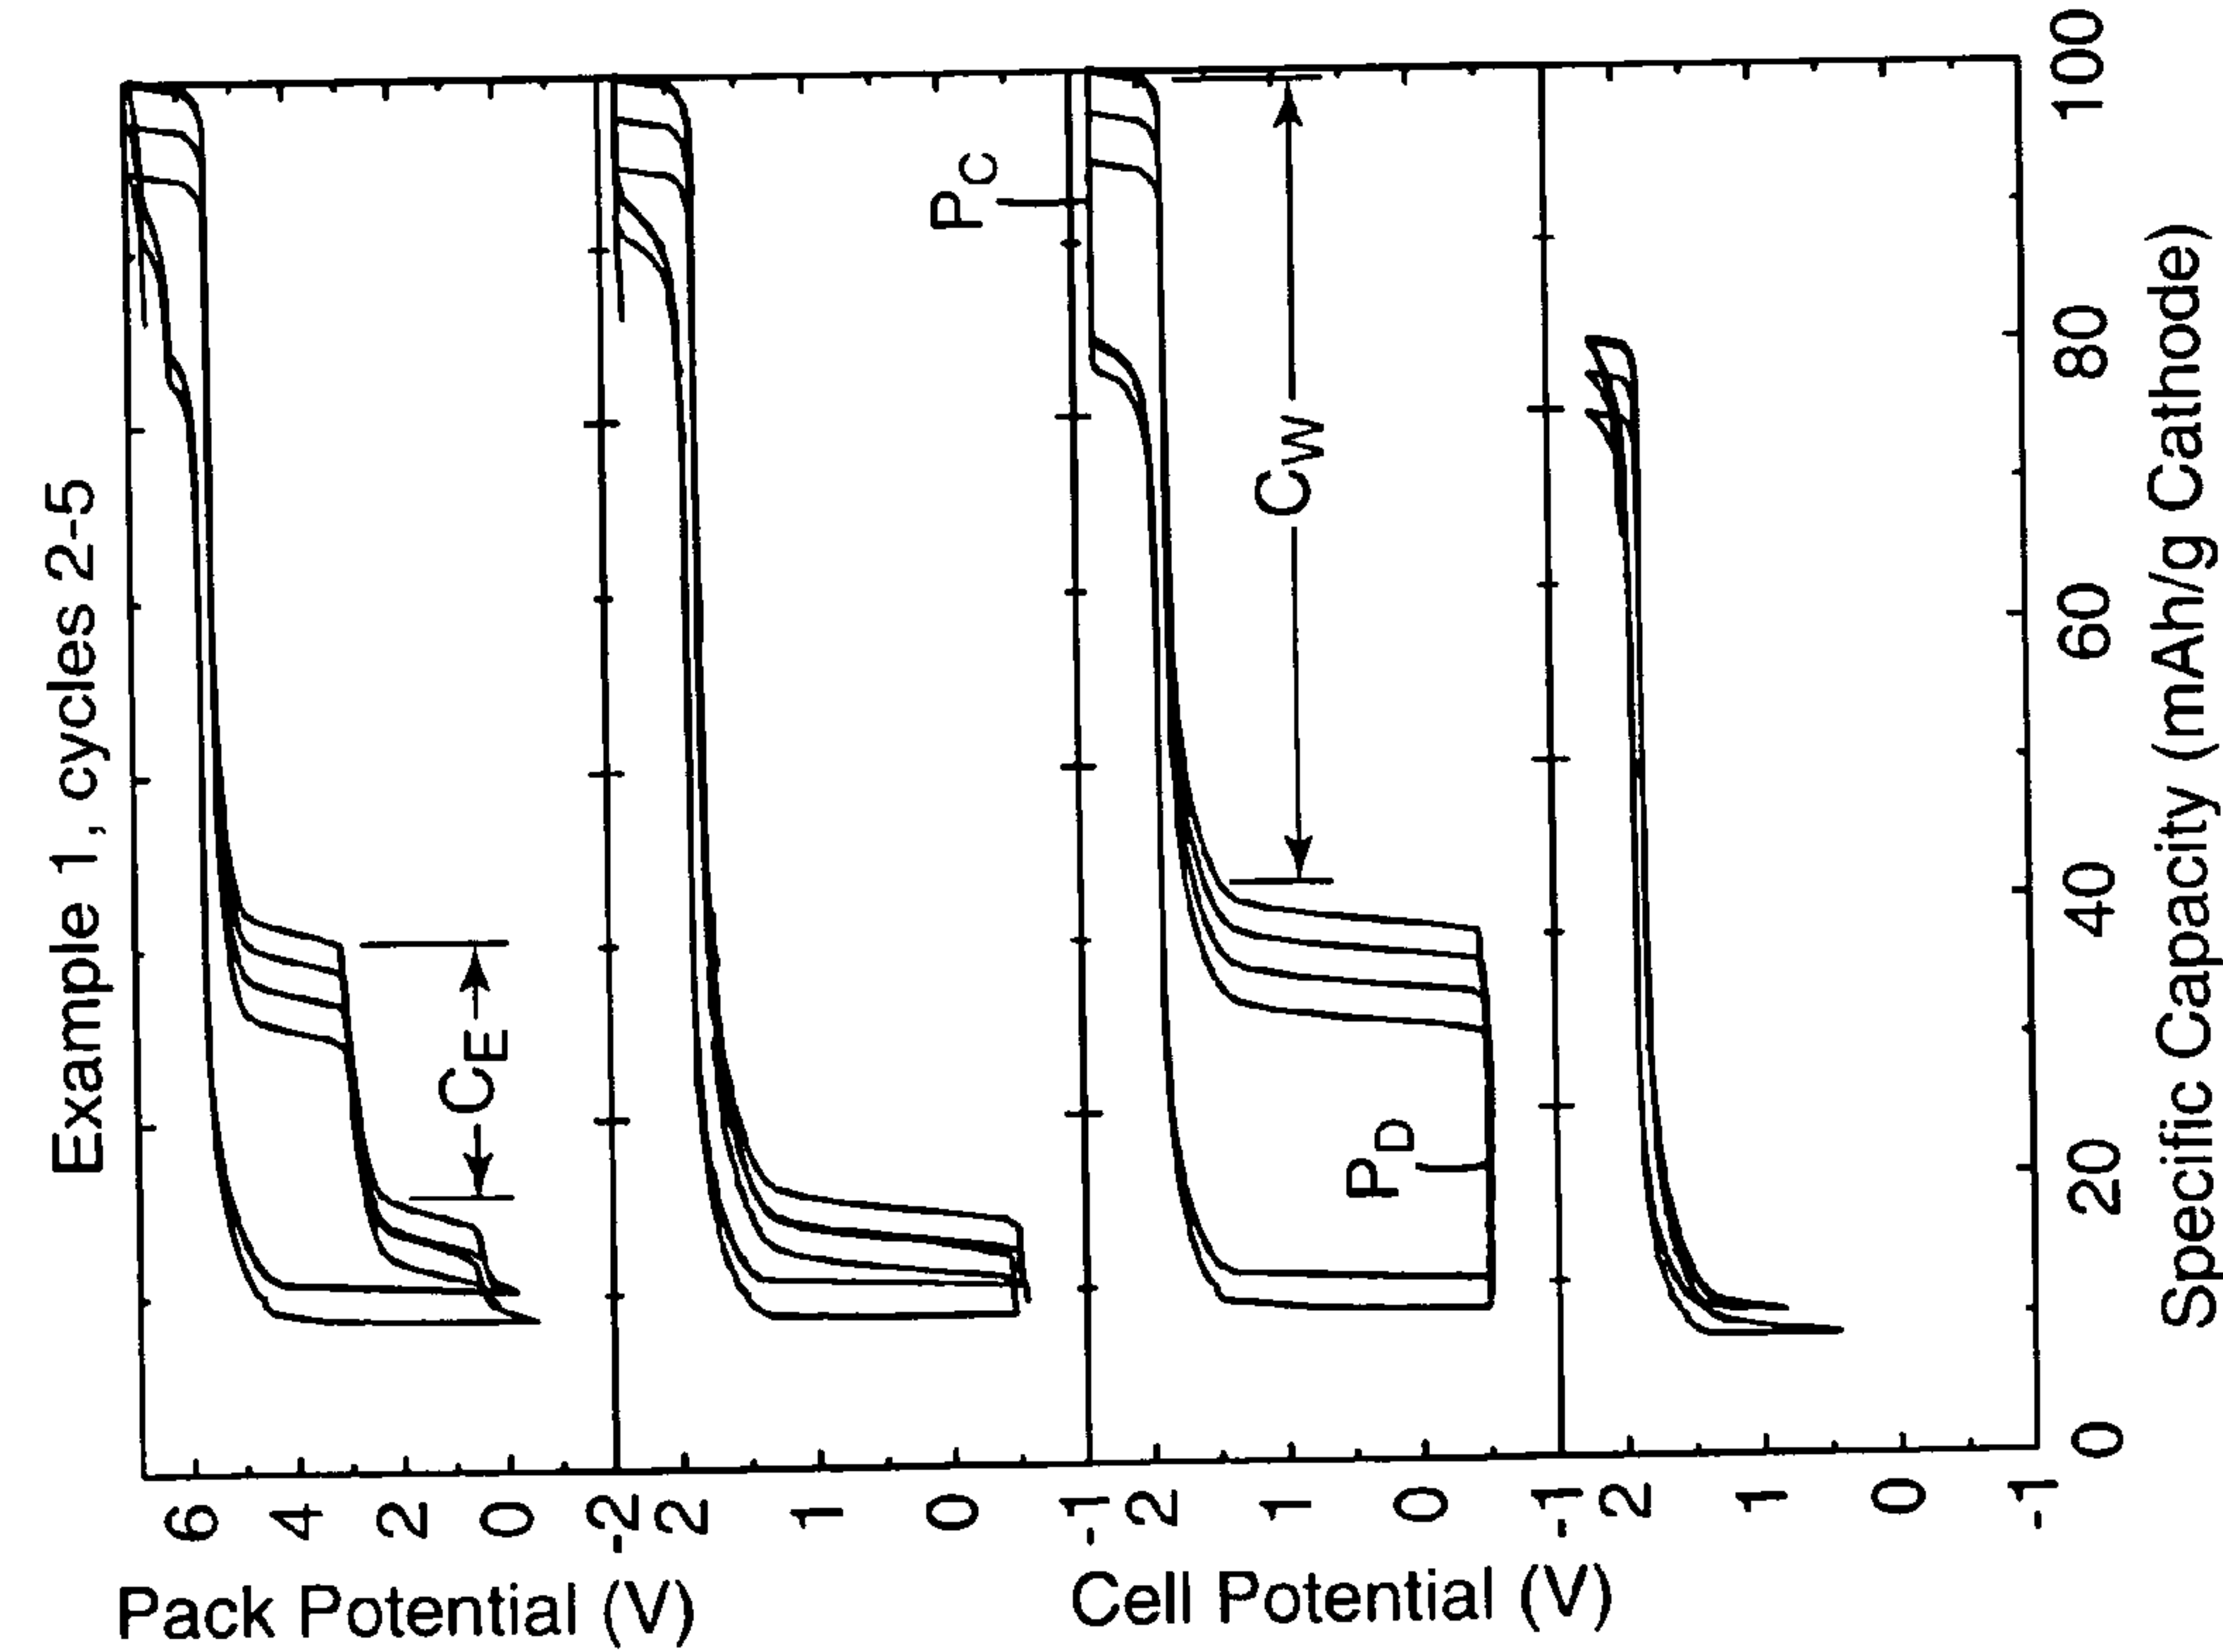 Example 1, cycles 2-5
Pack Potential (V)
6
4
2
0
-2
C_E
2
1
0
-1
Cell Potential (V)
P_C
C_W
P_D
2
1
0
-1
2
1
0
-1
0
20
40
60
80
100
Specific Capacity (mAh/g Cathode)